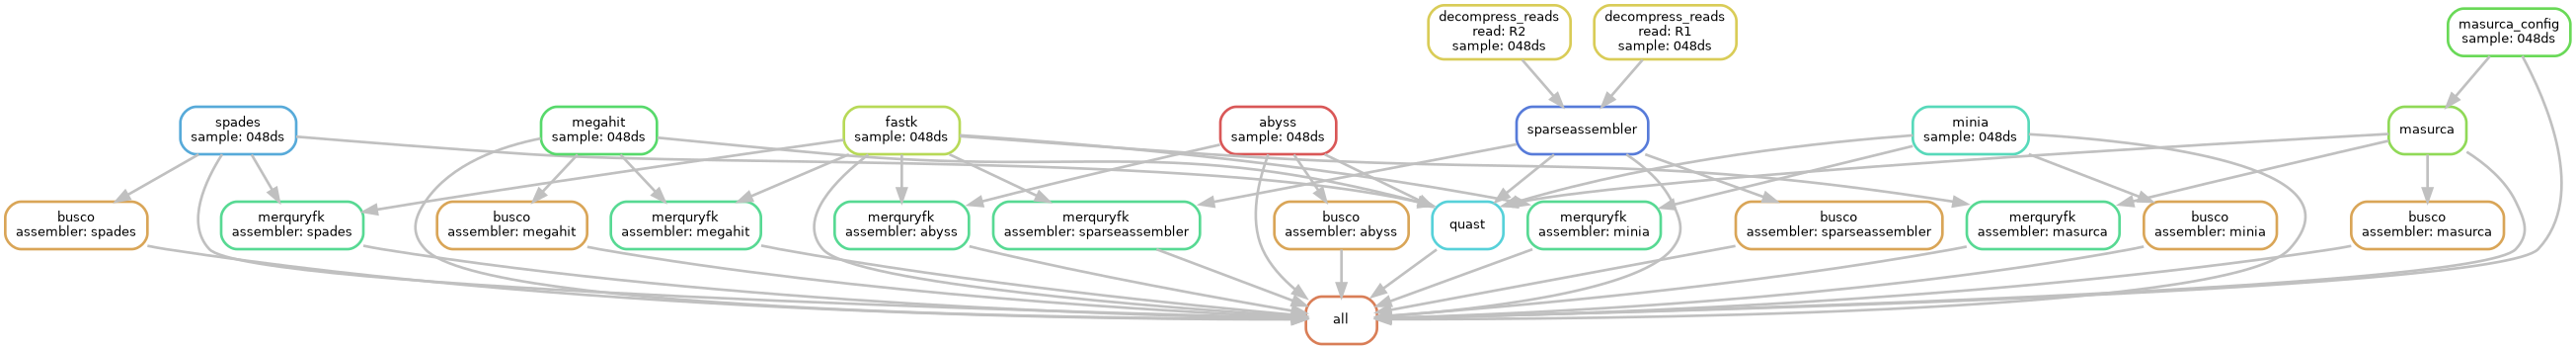 decompress_reads
read: R2
sample: 048ds
decompress_reads
read: R1
sample: 048ds
masurca_config
sample: 048ds
spades
sample: 048ds
megahit
sample: 048ds
fastk
sample: 048ds
abyss
sample: 048ds
sparseassembler
minia
sample: 048ds
masurca
busco
assembler: spades
merquryfk
assembler: spades
busco
assembler: megahit
merquryfk
assembler: megahit
merquryfk
assembler: abyss
merquryfk
assembler: sparseassembler
busco
assembler: abyss
quast
merquryfk
assembler: minia
busco
assembler: sparseassembler
merquryfk
assembler: masurca
busco
assembler: minia
busco
assembler: masurca
all